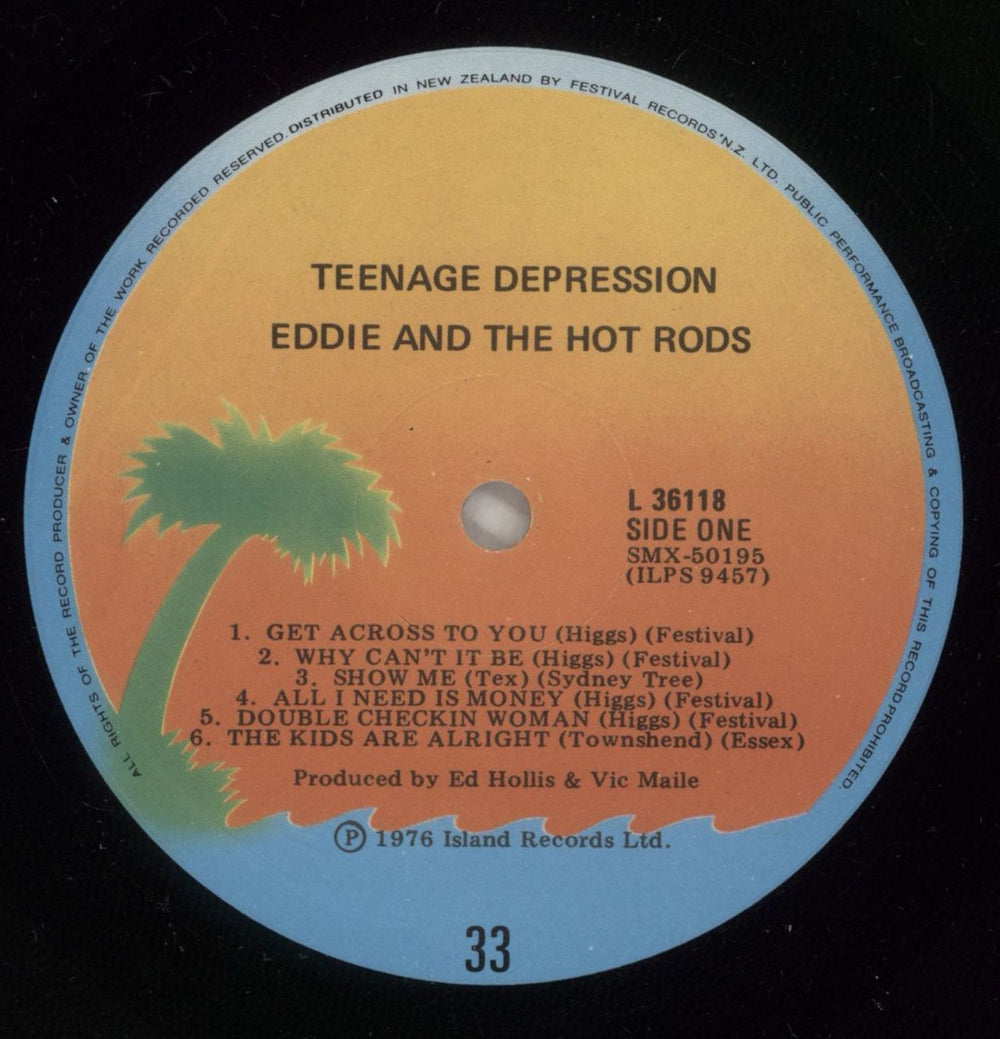 ALL RIGHTS OF THE RECORD PRODUCER & OWNER OF THE WORK RECORDED RESERVED. DISTRIBUTED IN NEW ZEALAND BY FESTIVAL RECORDS N.Z. LTD. PUBLIC PERFORMANCE BROADCASTING & COPYING OF THIS RECORD PROHIBITED.
TEENAGE DEPRESSION
EDDIE AND THE HOT RODS
L 36118
SIDE ONE
SMX-50195
(ILPS 9457)
1. GET ACROSS TO YOU (Higgs) (Festival)
2. WHY CAN'T IT BE (Higgs) (Festival)
3. SHOW ME (Tex) (Sydney Tree)
4. ALL I NEED IS MONEY (Higgs) (Festival)
5. DOUBLE CHECKIN WOMAN (Higgs) (Festival)
6. THE KIDS ARE ALRIGHT (Townshend) (Essex)
Produced by Ed Hollis & Vic Maile
Ⓟ 1976 Island Records Ltd.
33